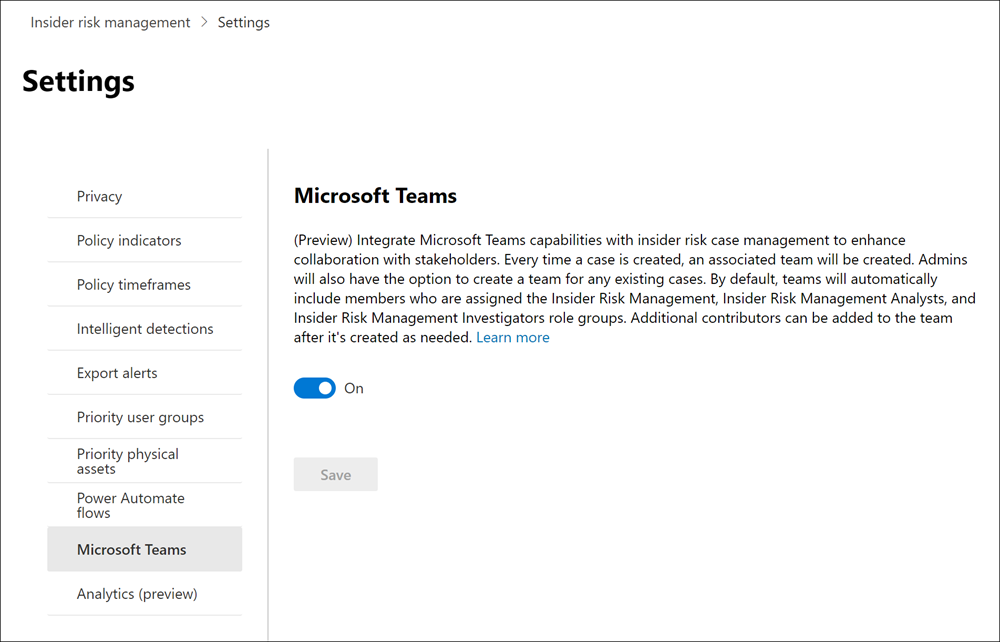 Insider risk management > Settings
Settings
Privacy
Policy indicators
Policy timeframes
Intelligent detections
Export alerts
Priority user groups
Priority physical
assets
Power Automate
flows
Microsoft Teams
Analytics (preview)
Microsoft Teams
(Preview) Integrate Microsoft Teams capabilities with insider risk case management to enhance
collaboration with stakeholders. Every time a case is created, an associated team will be created. Admins
will also have the option to create a team for any existing cases. By default, teams will automatically
include members who are assigned the Insider Risk Management, Insider Risk Management Analysts, and
Insider Risk Management Investigators role groups. Additional contributors can be added to the team
after it's created as needed. Learn more
On
Save